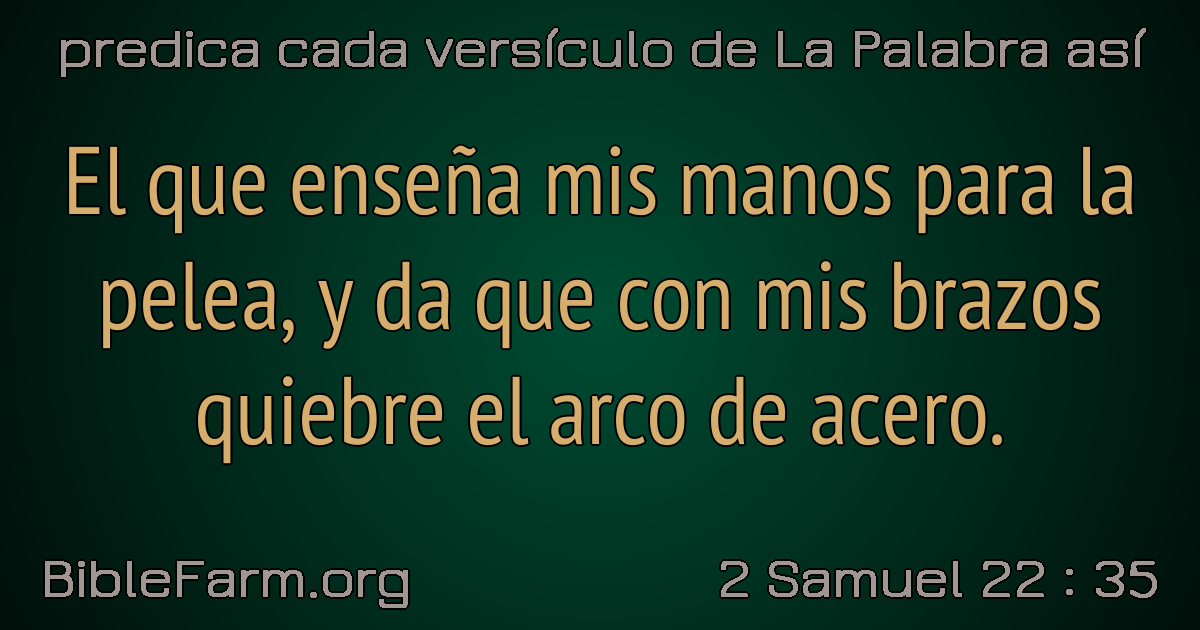 predica cada versículo de La Palabra así
El que enseña mis manos para la
pelea, y da que con mis brazos
quiebre el arco de acero.
BibleFarm.org
2 Samuel 22 : 35